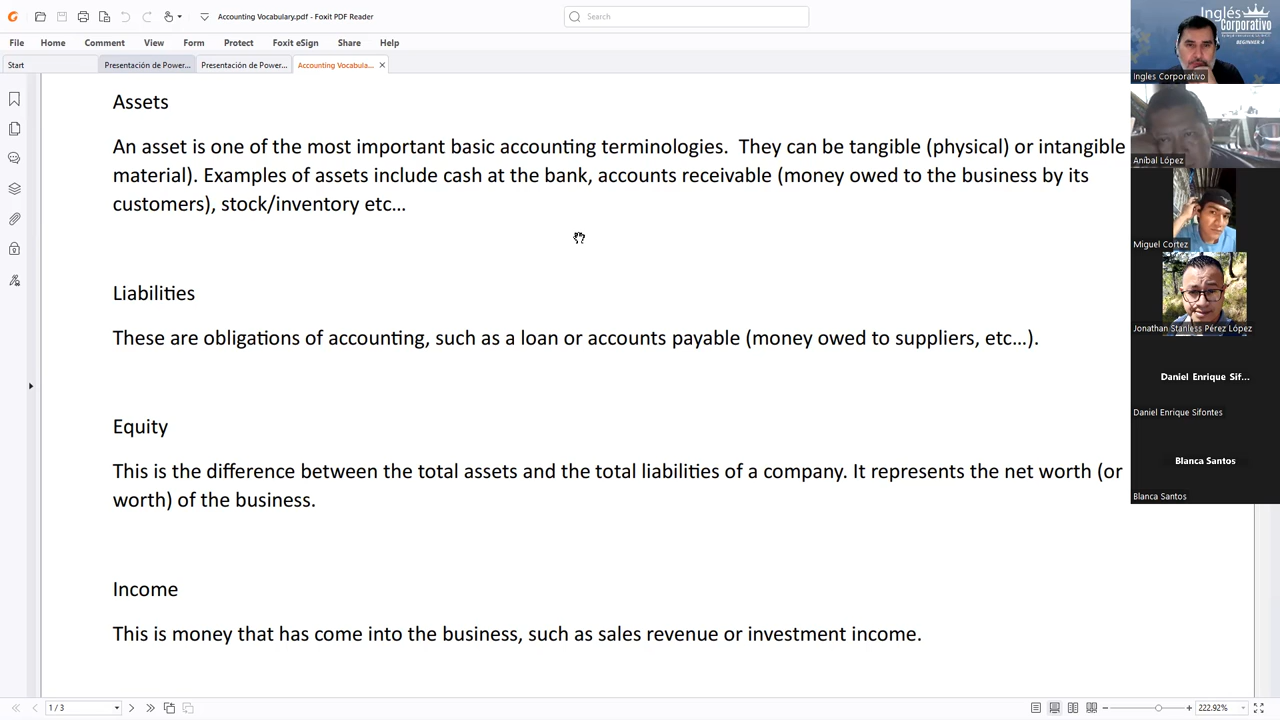 Accounting Vocabulary.pdf - Foxit PDF Reader
Search
File Home Comment View Form Protect Foxit eSign Share Help
Start Presentación de Power... Presentación de Power... Accounting Vocabula...
Assets
An asset is one of the most important basic accounting terminologies. They can be tangible (physical) or intangible
material). Examples of assets include cash at the bank, accounts receivable (money owed to the business by its
customers), stock/inventory etc...
Liabilities
These are obligations of accounting, such as a loan or accounts payable (money owed to suppliers, etc...).
Equity
This is the difference between the total assets and the total liabilities of a company. It represents the net worth (or
worth) of the business.
Income
This is money that has come into the business, such as sales revenue or investment income.
1 / 3
222.92%
Inglés
Corporativo
BEGINNER 4
Ingles Corporativo
Aníbal López
Miguel Cortez
Jonathan Stanless Pérez López
Daniel Enrique Sif...
Daniel Enrique Sifontes
Blanca Santos
Blanca Santos